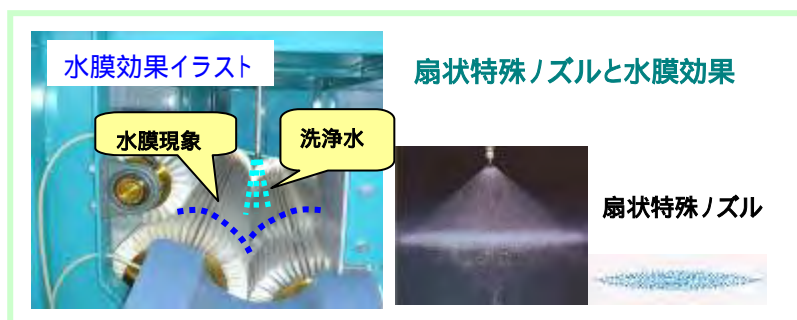 水膜効果イラスト
扇状特殊ノズルと水膜効果
水膜現象
洗浄水
扇状特殊ノズル